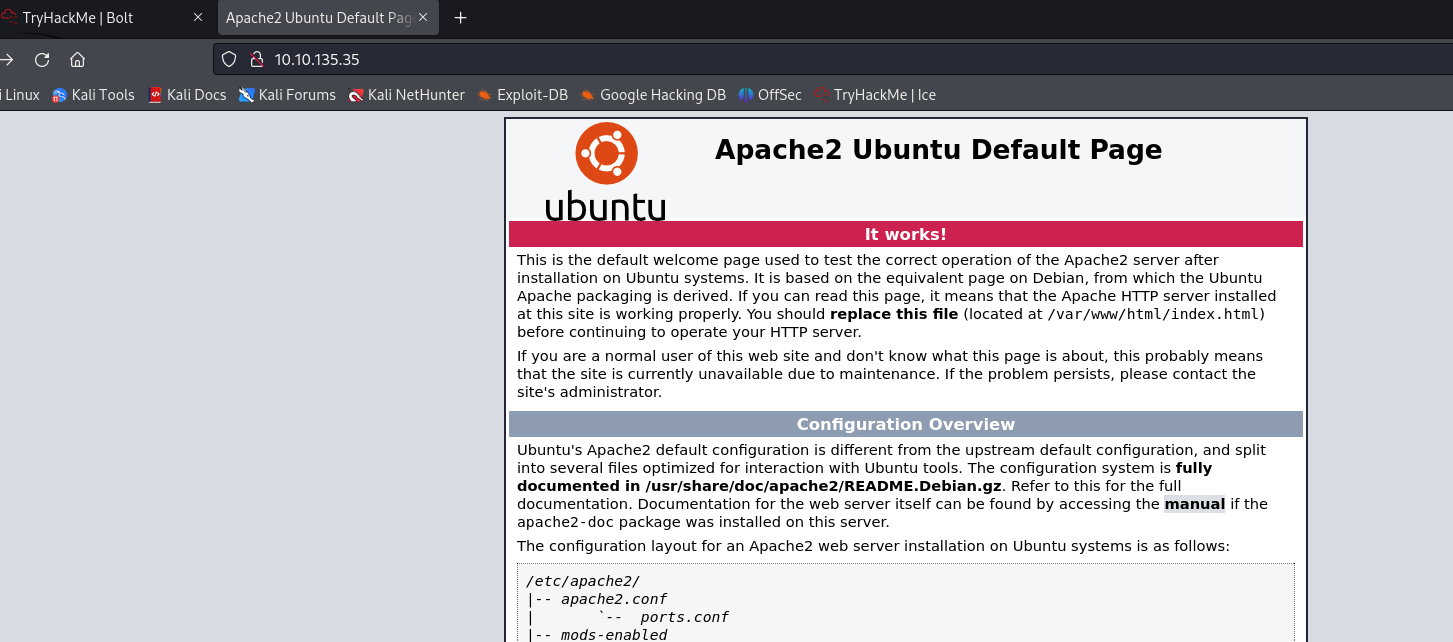 TryHackMe | Bolt
Apache2 Ubuntu Default Pag
10.10.135.35
i Linux Kali Tools Kali Docs Kali Forums Kali NetHunter Exploit-DB Google Hacking DB OffSec TryHackMe | Ice
ubuntu
Apache2 Ubuntu Default Page
It works!
This is the default welcome page used to test the correct operation of the Apache2 server after
installation on Ubuntu systems. It is based on the equivalent page on Debian, from which the Ubuntu
Apache packaging is derived. If you can read this page, it means that the Apache HTTP server installed
at this site is working properly. You should replace this file (located at /var/www/html/index.html)
before continuing to operate your HTTP server.
If you are a normal user of this web site and don't know what this page is about, this probably means
that the site is currently unavailable due to maintenance. If the problem persists, please contact the
site's administrator.
Configuration Overview
Ubuntu's Apache2 default configuration is different from the upstream default configuration, and split
into several files optimized for interaction with Ubuntu tools. The configuration system is fully
documented in /usr/share/doc/apache2/README.Debian.gz. Refer to this for the full
documentation. Documentation for the web server itself can be found by accessing the manual if the
apache2-doc package was installed on this server.
The configuration layout for an Apache2 web server installation on Ubuntu systems is as follows:
/etc/apache2/
|-- apache2.conf
|       `--  ports.conf
|-- mods-enabled